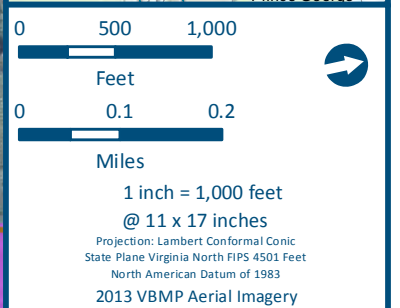 0 500 1,000
Feet
0 0.1 0.2
Miles
1 inch = 1,000 feet
@ 11 x 17 inches
Projection: Lambert Conformal Conic
State Plane Virginia North FIPS 4501 Feet
North American Datum of 1983
2013 VBMP Aerial Imagery